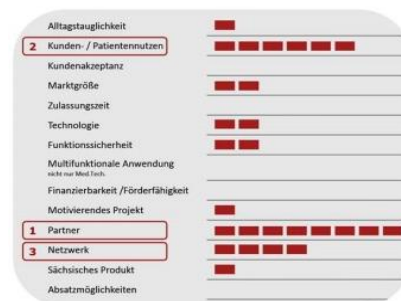 Alltagstauglichkeit
2 Kunden- / Patientennutzen
Kundenakzeptanz
Marktgröße
Zulassungszeit
Technologie
Funktionssicherheit
Multifunktionale Anwendung
nicht nur Med.Tech.
Finanzierbarkeit /Förderfähigkeit
Motivierendes Projekt
1 Partner
3 Netzwerk
Sächsisches Produkt
Absatzmöglichkeiten